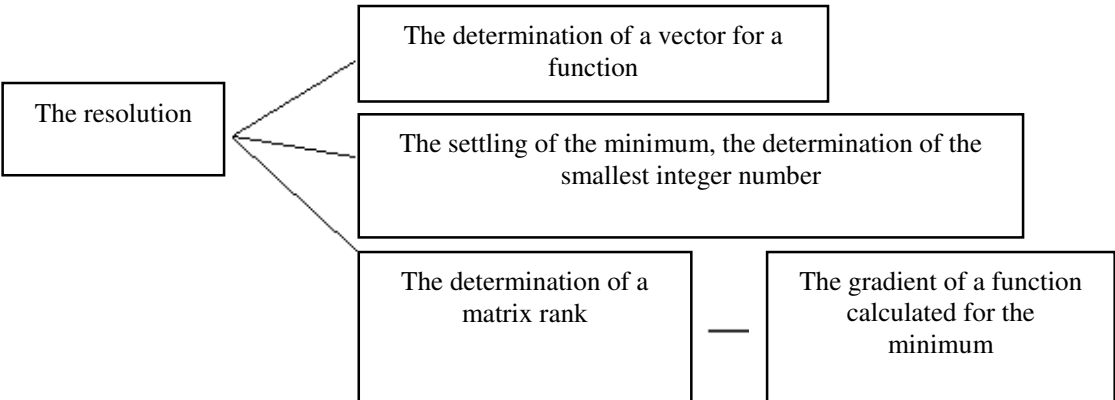 The determination of a vector for a
function
The resolution
The settling of the minimum, the determination of the
smallest integer number
The determination of a
matrix rank
The gradient of a function
calculated for the
minimum